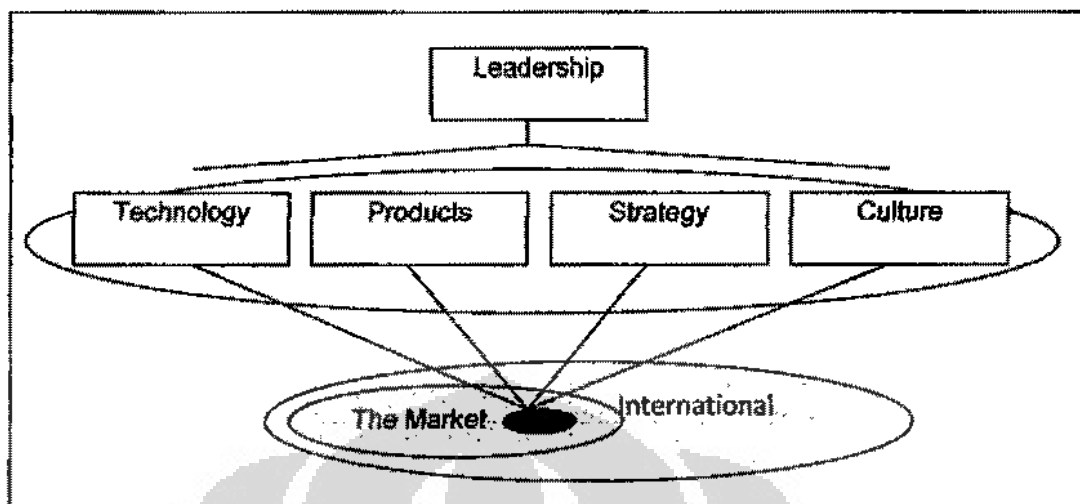 Leadership
Technology Products Strategy Culture
The Market International